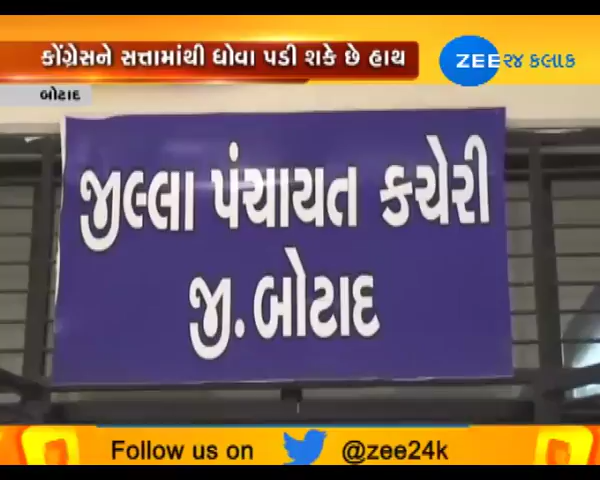 કોંગ્રેસને સત્તામાંથી ધોવા પડી શકે છે હાથ
ZEE ૨૪ કલાક
બોટાદ
જીલ્લા પંચાયત કચેરી
જી. બોટાદ
Follow us on @zee24k